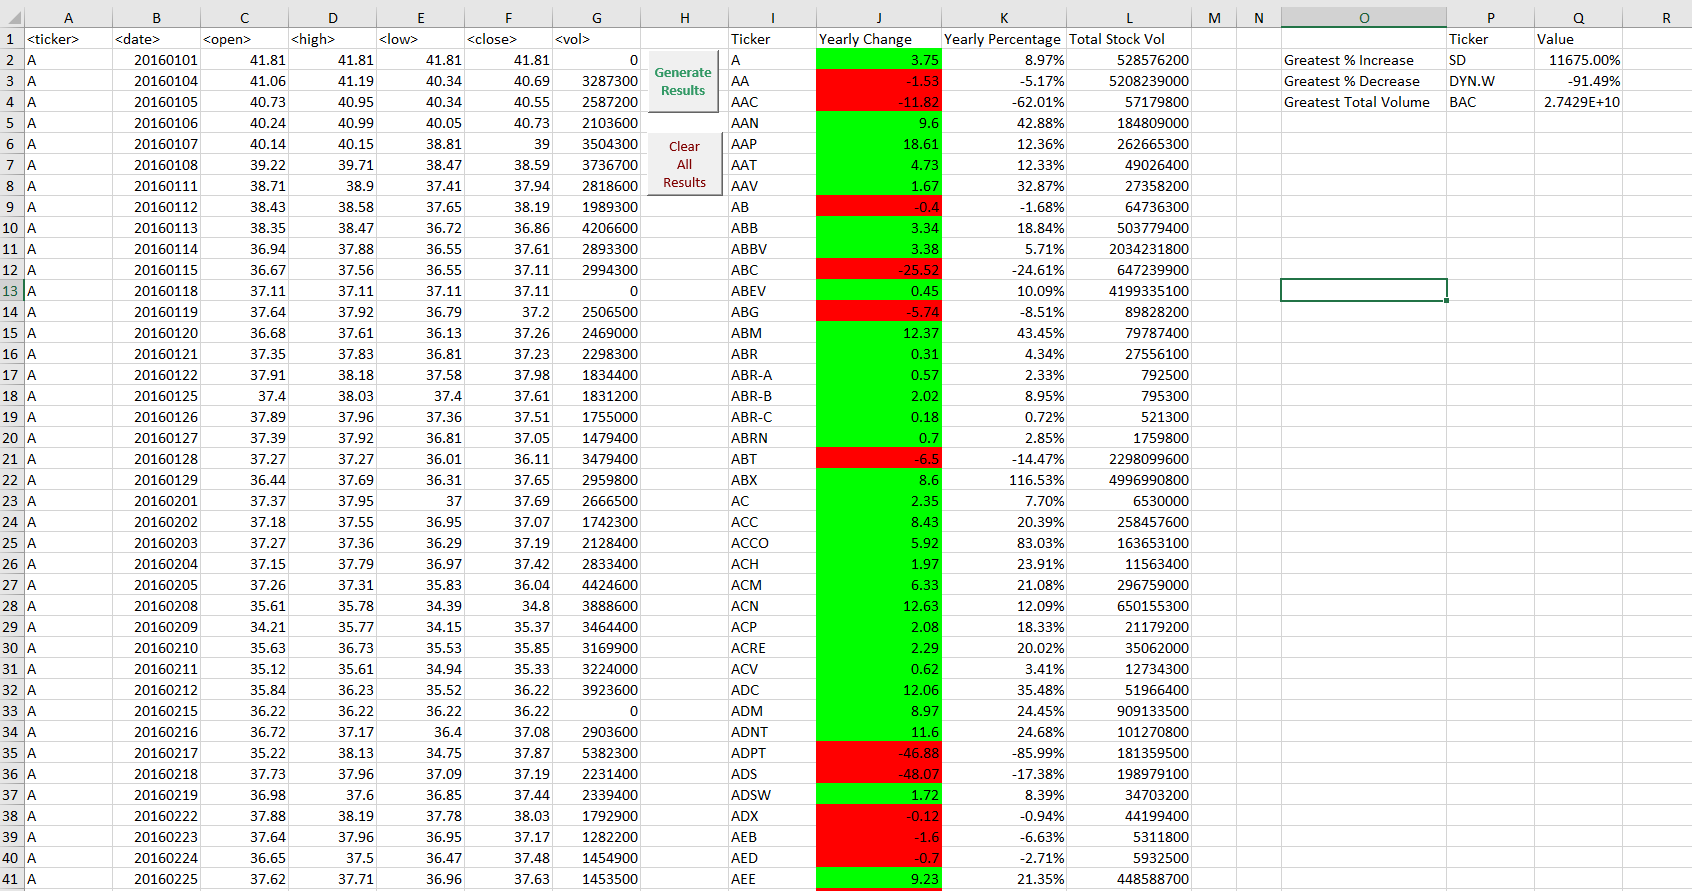 A B C D E F G H I J K L M N O P Q R
1 <ticker> <date> <open> <high> <low> <close> <vol> Ticker Yearly Change Yearly Percentage Total Stock Vol Ticker Value
2 A 20160101 41.81 41.81 41.81 41.81 0 A 3.75 8.97% 528576200 Greatest % Increase SD 11675.00%
Generate
Results
3 A 20160104 41.06 41.19 40.34 40.69 3287300 AA -1.53 -5.17% 5208239000 Greatest % Decrease DYN.W -91.49%
4 A 20160105 40.73 40.95 40.34 40.55 2587200 AAC -11.82 -62.01% 57179800 Greatest Total Volume BAC 2.7429E+10
5 A 20160106 40.24 40.99 40.05 40.73 2103600 AAN 9.6 42.88% 184809000
6 A 20160107 40.14 40.15 38.81 39 3504300 AAP 18.61 12.36% 262665300
Clear
All
Results
7 A 20160108 39.22 39.71 38.47 38.59 3736700 AAT 4.73 12.33% 49026400
8 A 20160111 38.71 38.9 37.41 37.94 2818600 AAV 1.67 32.87% 27358200
9 A 20160112 38.43 38.58 37.65 38.19 1989300 AB -0.4 -1.68% 64736300
10 A 20160113 38.35 38.47 36.72 36.86 4206600 ABB 3.34 18.84% 503779400
11 A 20160114 36.94 37.88 36.55 37.61 2893300 ABBV 3.38 5.71% 2034231800
12 A 20160115 36.67 37.56 36.55 37.11 2994300 ABC -25.52 -24.61% 647239900
13 A 20160118 37.11 37.11 37.11 37.11 0 ABEV 0.45 10.09% 4199335100
14 A 20160119 37.64 37.92 36.79 37.2 2506500 ABG -5.74 -8.51% 89828200
15 A 20160120 36.68 37.61 36.13 37.26 2469000 ABM 12.37 43.45% 79787400
16 A 20160121 37.35 37.83 36.81 37.23 2298300 ABR 0.31 4.34% 27556100
17 A 20160122 37.91 38.18 37.58 37.98 1834400 ABR-A 0.57 2.33% 792500
18 A 20160125 37.4 38.03 37.4 37.61 1831200 ABR-B 2.02 8.95% 795300
19 A 20160126 37.89 37.96 37.36 37.51 1755000 ABR-C 0.18 0.72% 521300
20 A 20160127 37.39 37.92 36.81 37.05 1479400 ABRN 0.7 2.85% 1759800
21 A 20160128 37.27 37.27 36.01 36.11 3479400 ABT -6.5 -14.47% 2298099600
22 A 20160129 36.44 37.69 36.31 37.65 2959800 ABX 8.6 116.53% 4996990800
23 A 20160201 37.37 37.95 37 37.69 2666500 AC 2.35 7.70% 6530000
24 A 20160202 37.18 37.55 36.95 37.07 1742300 ACC 8.43 20.39% 258457600
25 A 20160203 37.27 37.36 36.29 37.19 2128400 ACCO 5.92 83.03% 163653100
26 A 20160204 37.15 37.79 36.97 37.42 2833400 ACH 1.97 23.91% 11563400
27 A 20160205 37.26 37.31 35.83 36.04 4424600 ACM 6.33 21.08% 296759000
28 A 20160208 35.61 35.78 34.39 34.8 3888600 ACN 12.63 12.09% 650155300
29 A 20160209 34.21 35.77 34.15 35.37 3464400 ACP 2.08 18.33% 21179200
30 A 20160210 35.63 36.73 35.53 35.85 3169900 ACRE 2.29 20.02% 35062000
31 A 20160211 35.12 35.61 34.94 35.33 3224000 ACV 0.62 3.41% 12734300
32 A 20160212 35.84 36.23 35.52 36.22 3923600 ADC 12.06 35.48% 51966400
33 A 20160215 36.22 36.22 36.22 36.22 0 ADM 8.97 24.45% 909133500
34 A 20160216 36.72 37.17 36.4 37.08 2903600 ADNT 11.6 24.68% 101270800
35 A 20160217 35.22 38.13 34.75 37.87 5382300 ADPT -46.88 -85.99% 181359500
36 A 20160218 37.73 37.96 37.09 37.19 2231400 ADS -48.07 -17.38% 198979100
37 A 20160219 36.98 37.6 36.85 37.44 2339400 ADSW 1.72 8.39% 34703200
38 A 20160222 37.88 38.19 37.78 38.03 1792900 ADX -0.12 -0.94% 44199400
39 A 20160223 37.64 37.96 36.95 37.17 1282200 AEB -1.6 -6.63% 5311800
40 A 20160224 36.65 37.5 36.47 37.48 1454900 AED -0.7 -2.71% 5932500
41 A 20160225 37.62 37.71 36.96 37.63 1453500 AEE 9.23 21.35% 448588700